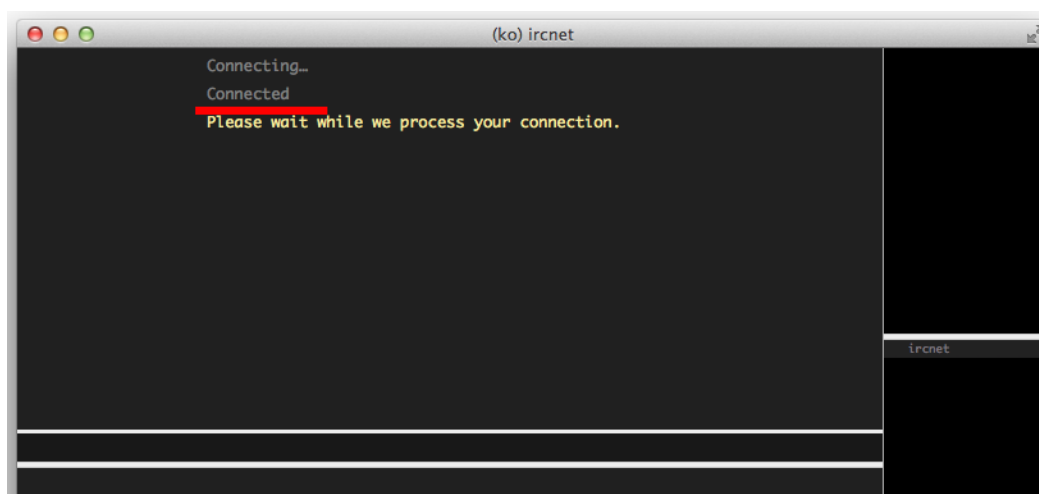 (ko) ircnet
Connecting…
Connected
Please wait while we process your connection.
ircnet